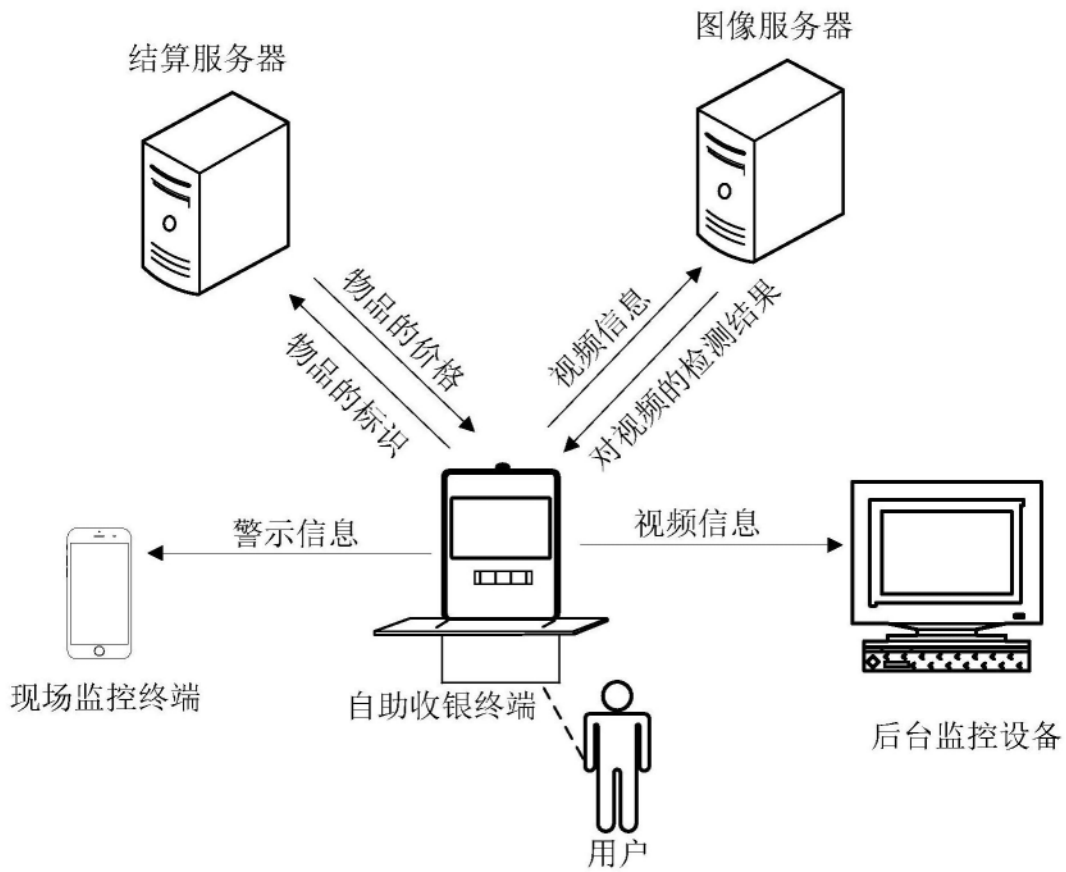 图像服务器
结算服务器
物品的价格
物品的标识
视频信息
对视频的检测结果
警示信息
视频信息
现场监控终端
自助收银终端
后台监控设备
用户